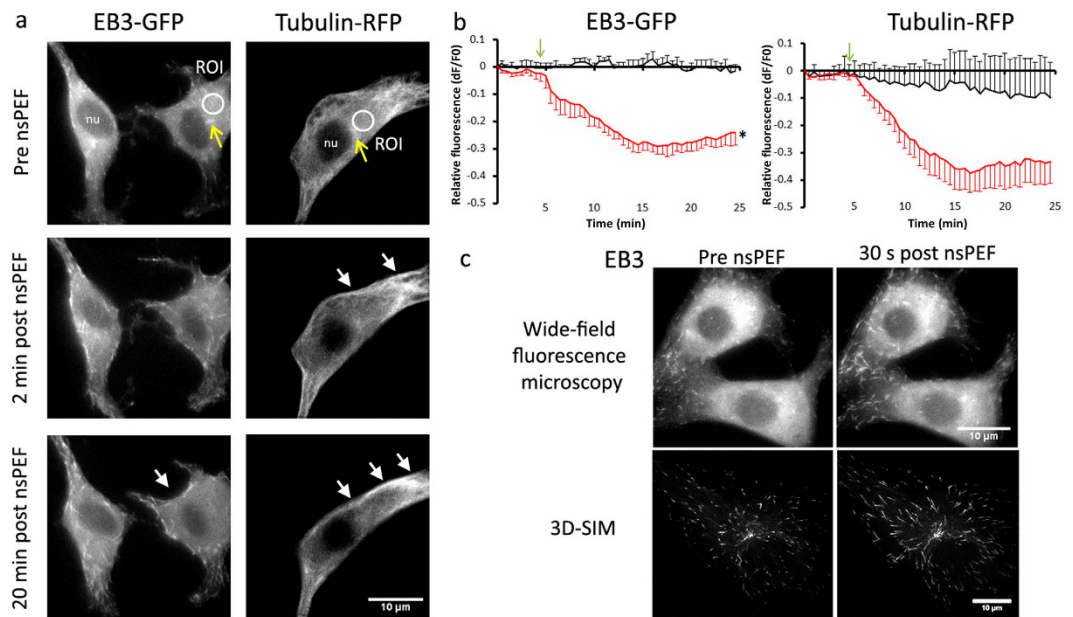 a
EB3-GFP
Tubulin-RFP
Pre nsPEF
nu
ROI
nu
ROI
2 min post nsPEF
20 min post nsPEF
10 µm
b
EB3-GFP
Relative fluorescence (dF/F0)
0.1
0
-0.1
-0.2
-0.3
-0.4
-0.5
5
10
15
20
25
Time (min)
*
Tubulin-RFP
Relative fluorescence (dF/F0)
0.1
0
-0.1
-0.2
-0.3
-0.4
-0.5
5
10
15
20
25
Time (min)
c
EB3
Pre nsPEF
30 s post nsPEF
Wide-field
fluorescence
microscopy
10 µm
3D-SIM
10 µm